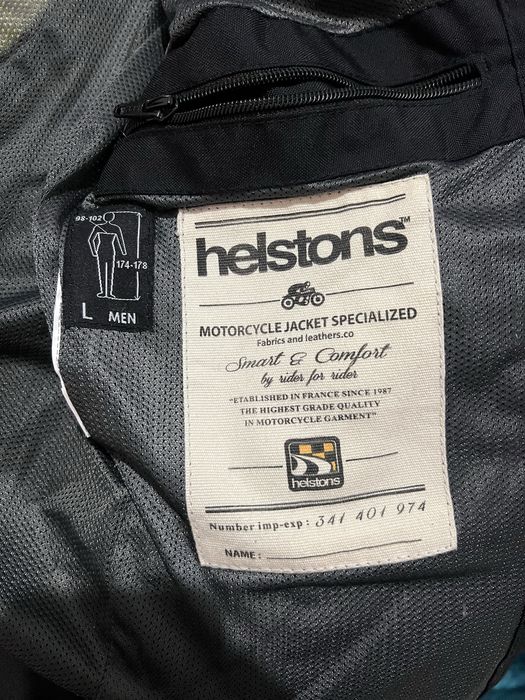 98-102
174-178
L MEN
helstons™
MOTORCYCLE JACKET SPECIALIZED
Fabrics and leathers.co
Smart & Comfort
by rider for rider
"ETABLISHED IN FRANCE SINCE 1987
THE HIGHEST GRADE QUALITY
IN MOTORCYCLE GARMENT"
1
helstons
Number imp-exp: 341 401 974
NAME: